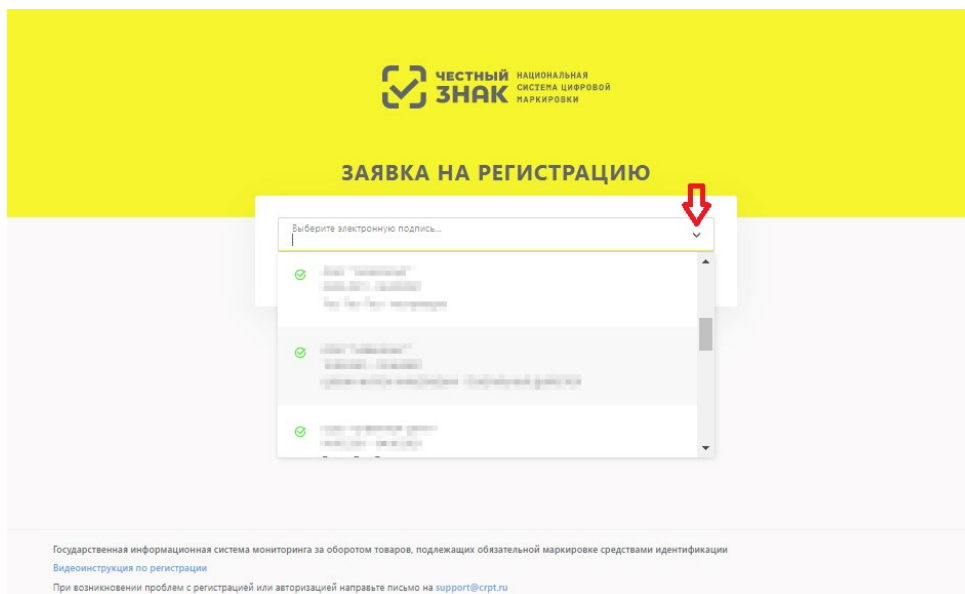 ЧЕСТНЫЙ
ЗНАК
НАЦИОНАЛЬНАЯ
СИСТЕМА ЦИФРОВОЙ
МАРКИРОВКИ
ЗАЯВКА НА РЕГИСТРАЦИЮ
Выберите электронную подпись...
Государственная информационная система мониторинга за оборотом товаров, подлежащих обязательной маркировке средствами идентификации
Видеоинструкция по регистрации
При возникновении проблем с регистрацией или авторизацией направьте письмо на support@crpt.ru